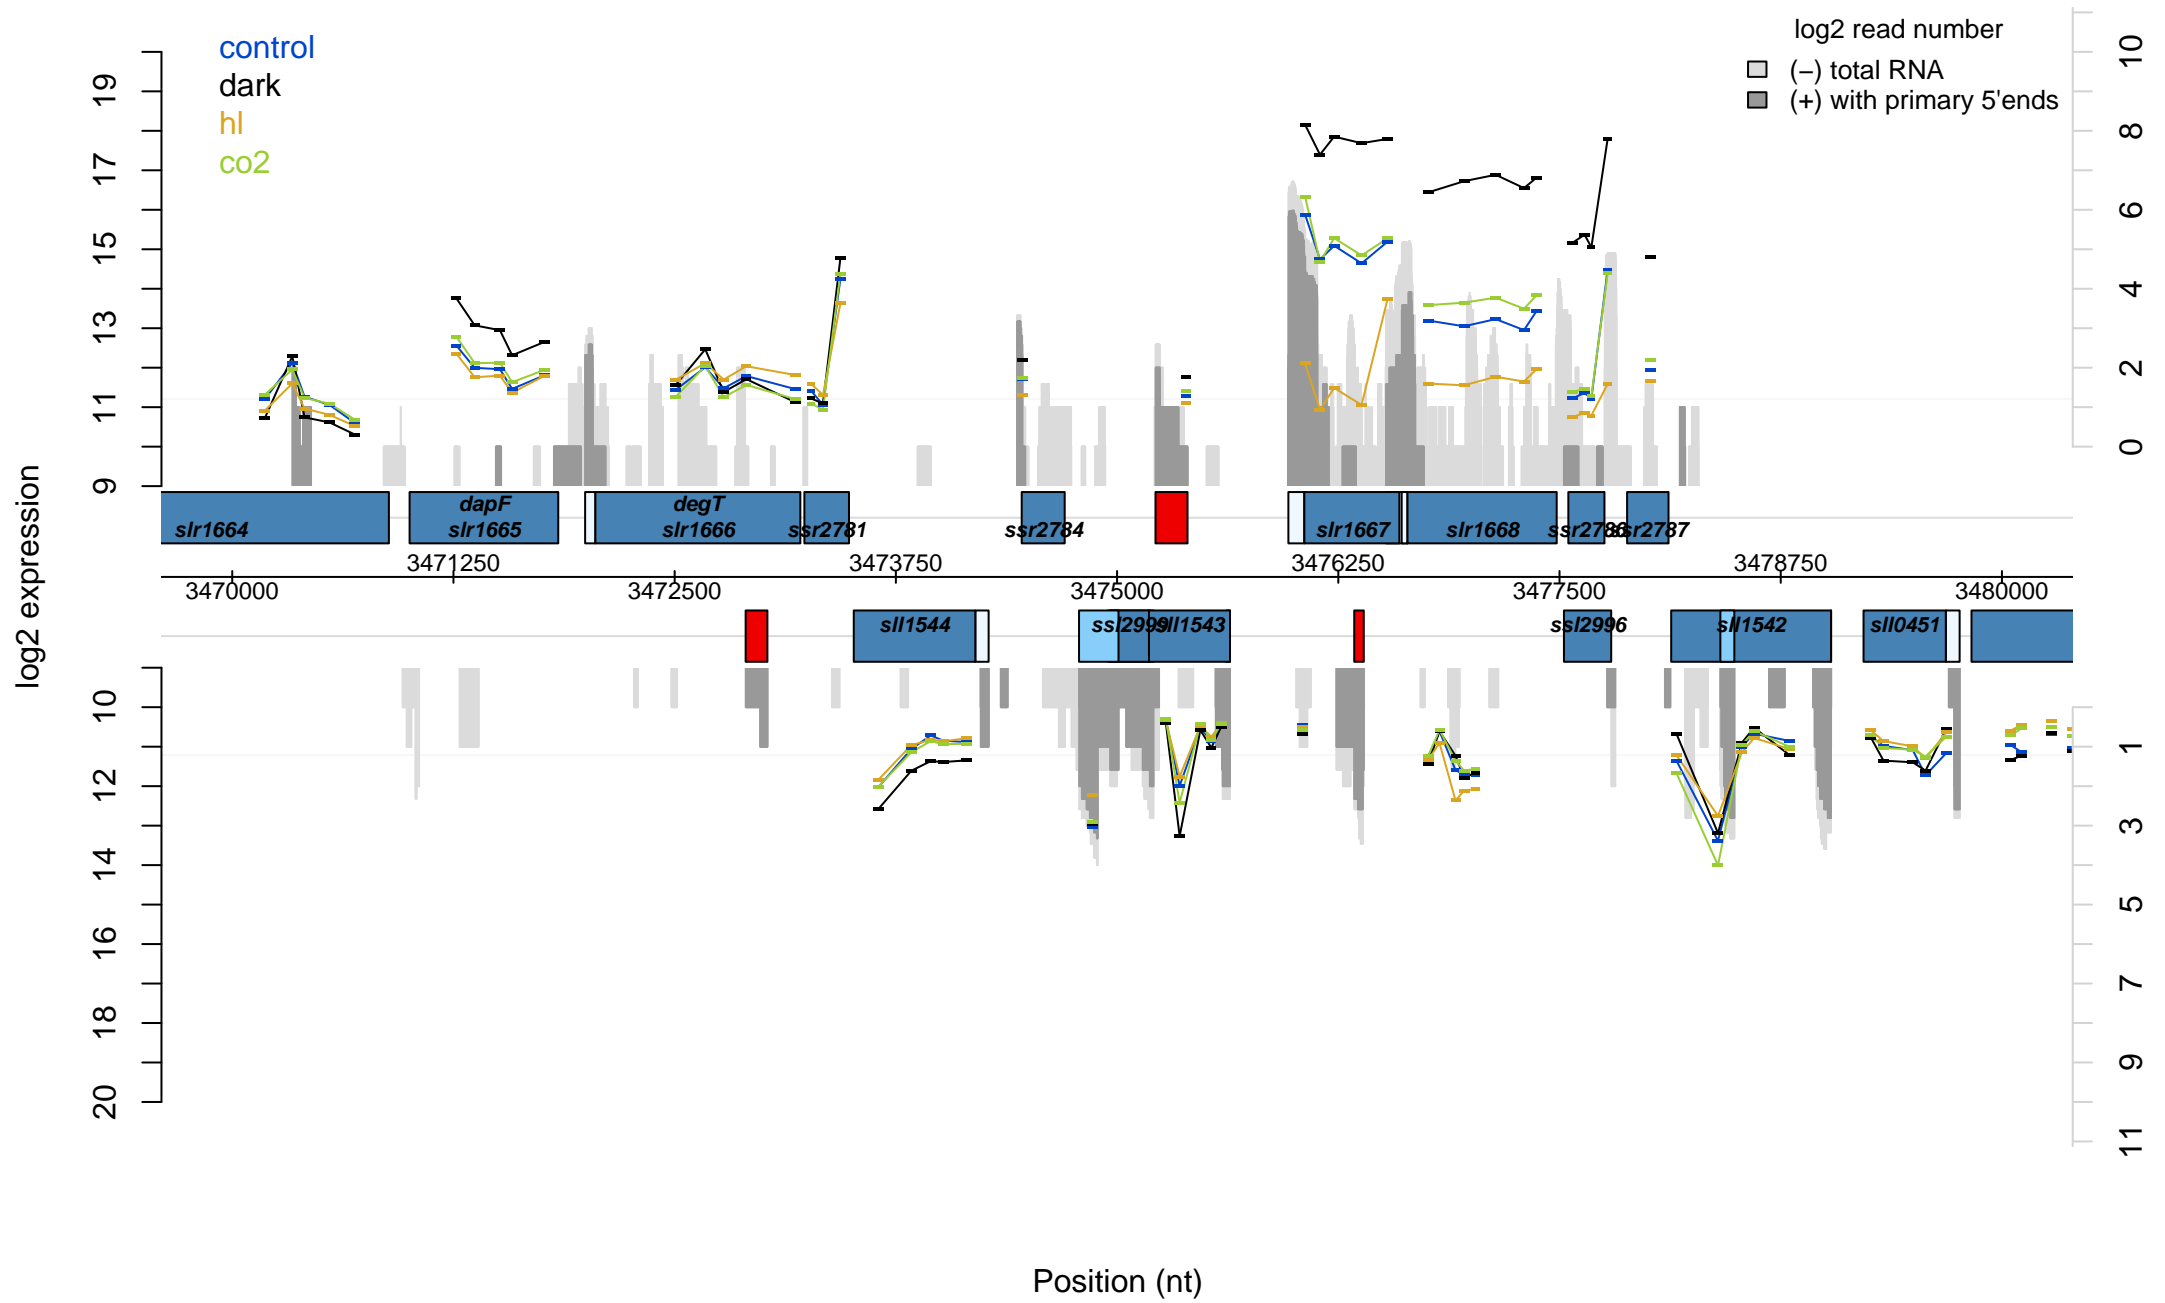 control
dark
hl
co2
log2 read number
(−) total RNA
(+) with primary 5'ends
19
17
15
13
11
9
10
8
6
4
2
0
log2 expression
dapF
degT
slr1664
slr1665
slr1666
ssr2781
ssr2784
slr1667
slr1668
ssr2786
ssr2787
3471250
3473750
3476250
3478750
3470000
3472500
3475000
3477500
3480000
sll1544
ssl2999
sll1543
ssl2996
sll1542
sll0451
10
12
14
16
18
20
1
3
5
7
9
11
Position (nt)